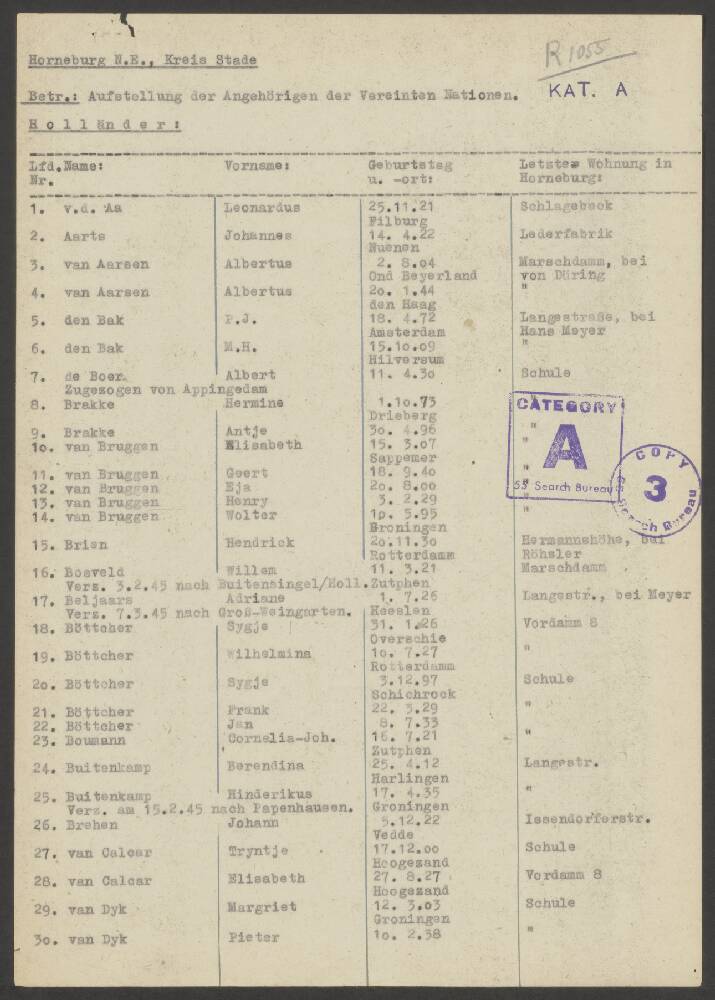 R 1055
Horneburg N.E., Kreis Stade
Betr.: Aufstellung der Angehörigen der Vereinten Nationen. KAT. A
Holländer:
Lfd. Name: Vorname: Geburtstag Letzte Wohnung in
Nr. u. -ort: Horneburg:
1. v.d. Aa Leonardus 25.11.21 Schlagebeck
Filburg
2. Aarts Johannes 14. 4.22 Lederfabrik
Nuenen
3. van Aarsen Albertus 2. 8.04 Marschdamm, bei
Ond Beyerland von Düring
4. van Aarsen Albertus 20. 1.44 "
den Haag
5. den Bak P.J. 18. 4.72 Langestraße, bei
Amsterdam Hans Meyer
6. den Bak M.H. 15.10.09 "
Hilversum
7. de Boer Albert 11. 4.30 Schule
Zugezogen von Appingedam
8. Brakke Hermine 1.10.73 "
Drieberg
9. Brakke Antje 30. 4.96 "
10. van Bruggen Elisabeth 15. 3.07 "
Sappemer
11. van Bruggen Geert 18. 9.40 "
12. van Bruggen Eja 20. 8.00 "
13. van Bruggen Henry 3. 2.29 "
14. van Bruggen Wolter 10. 5.95 "
Groningen
CATEGORY
A
53 Search Bureau
COPY
3
Search Bureau
15. Brien Hendrick 20.11.30 Hermannshöhe, bei
Rotterdamm Röhsler
16. Bosveld Willem 11. 3.21 Marschdamm
Verz. 3.2.45 nach Buitensingel/Holl. Zutphen
17. Beljaars Adriane 1. 7.26 Langestr., bei Meyer
Verz. 7.3.45 nach Groß-Weingarten. Heeslen
18. Böttcher Sygje 31. 1.26 Vordamm 8
Overschie
19. Böttcher Wilhelmina 10. 7.27 "
Rotterdamm
20. Böttcher Sygje 3.12.97 Schule
Schichrock
21. Böttcher Frank 22. 3.29 "
22. Böttcher Jan 8. 7.33
23. Boumann Cornelia-Joh. 16. 7.21 "
Zutphen
24. Buitenkamp Berendina 25. 4.12 Langestr.
Harlingen
25. Buitenkamp Hinderikus 17. 4.35 "
Verz. am 15.2.45 nach Papenhausen. Groningen
26. Brehen Johann 5.12.22 Issendorferstr.
Vedde
27. van Calcar Tryntje 17.12.00 Schule
Hoogezand
28. van Calcar Elisabeth 27. 8.27 Vordamm 8
Hoogezand
29. van Dyk Margriet 12. 3.03 Schule
Groningen
30. van Dyk Pieter 10. 2.38 "